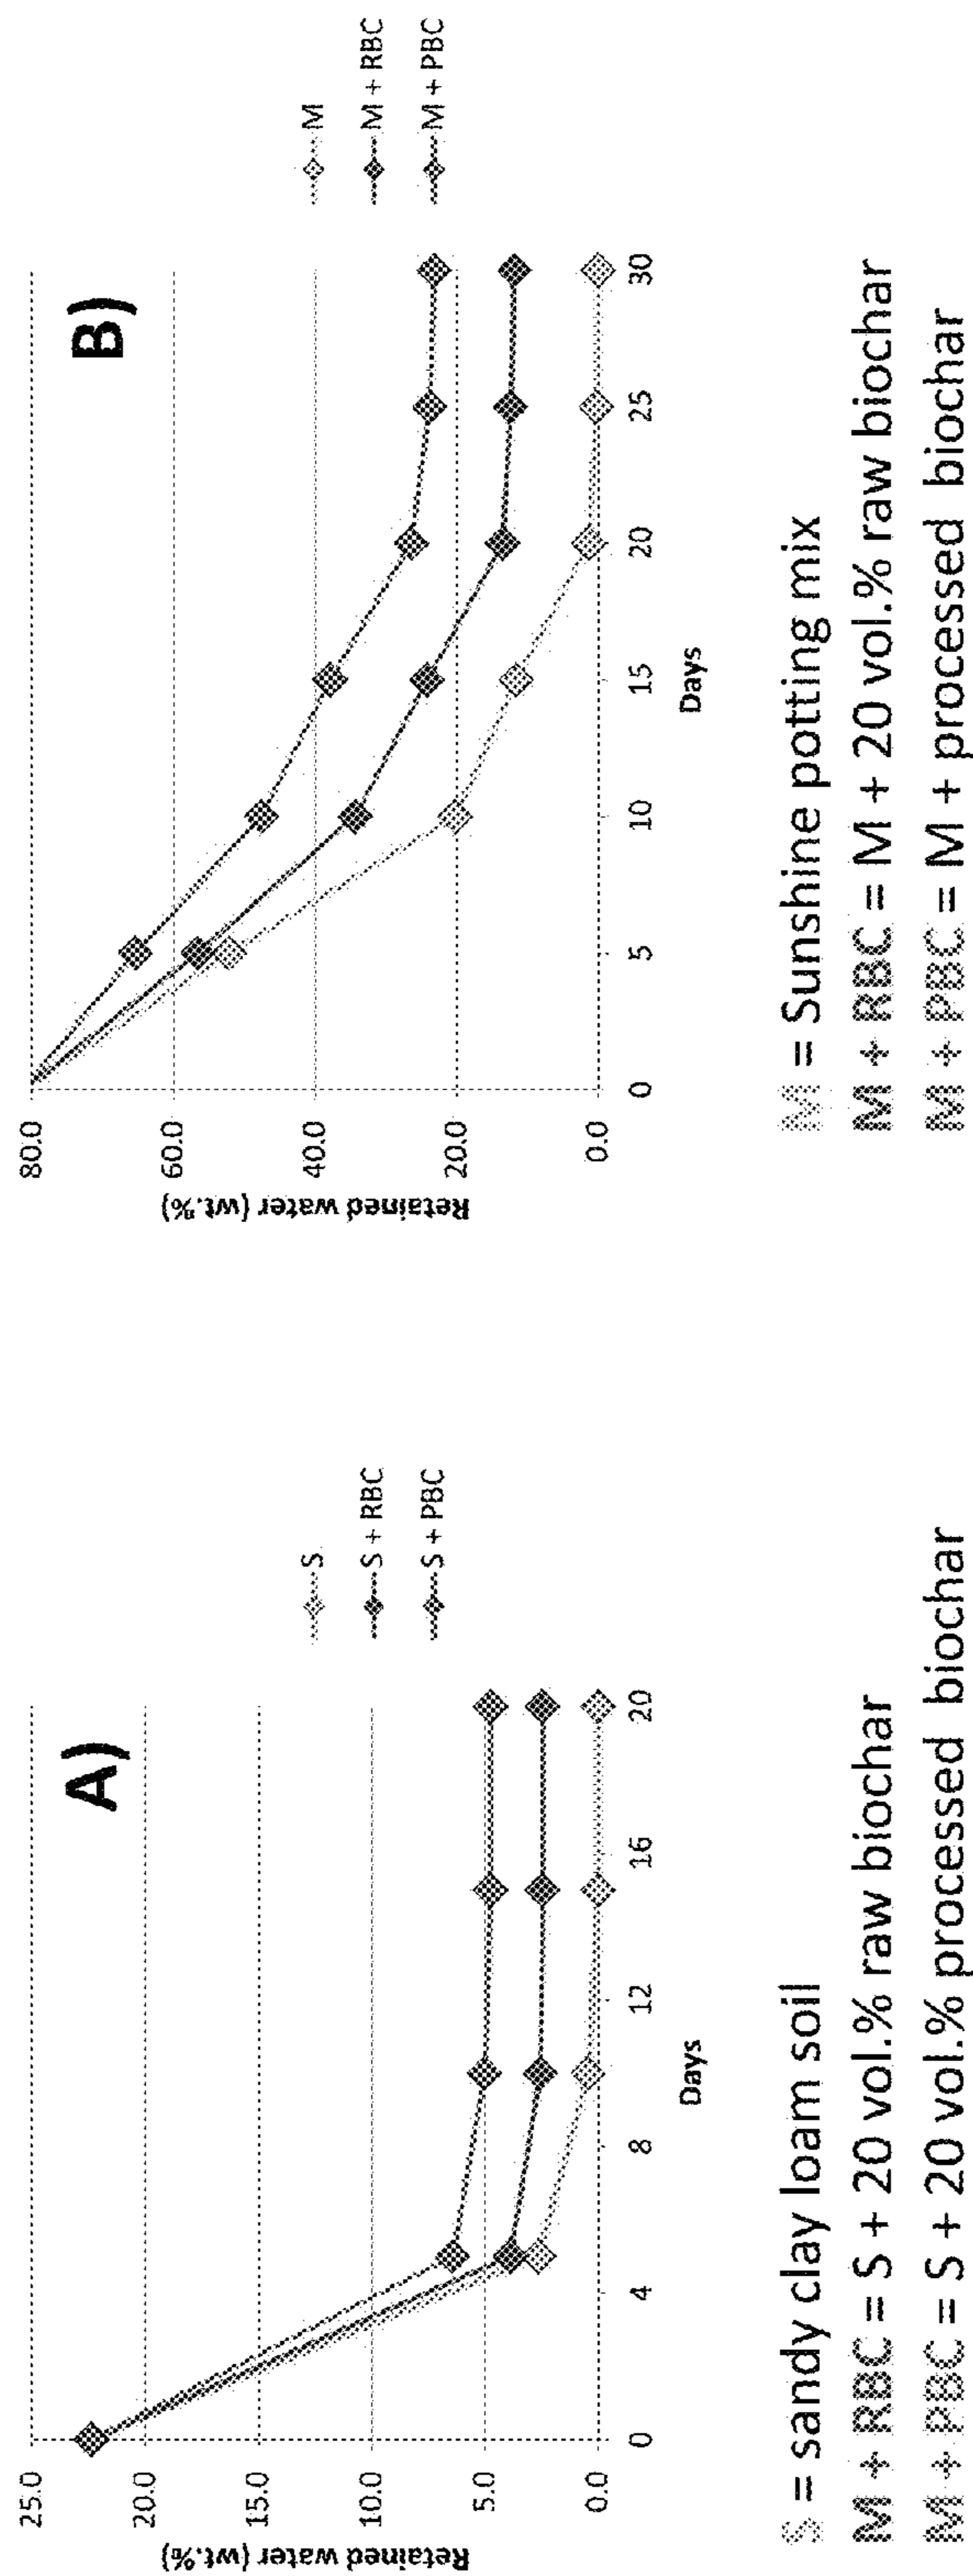 A)
Retained water (wt.%)
25.0
20.0
15.0
10.0
5.0
0.0
0
4
8
12
16
20
Days
S
S + RBC
S + PBC
S = sandy clay loam soil
M + RBC = S + 20 vol.% raw biochar
M + PBC = S + 20 vol.% processed biochar
B)
Retained water (wt.%)
80.0
60.0
40.0
20.0
0.0
0
5
10
15
20
25
30
Days
M
M + RBC
M + PBC
M = Sunshine potting mix
M + RBC = M + 20 vol.% raw biochar
M + PBC = M + processed biochar